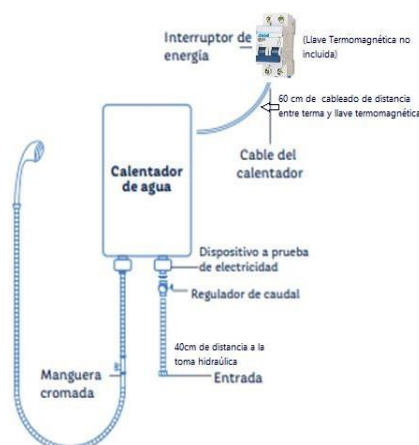 Interruptor de
energía
(Llave Termomagnética no
incluida)
60 cm de cableado de distancia
entre terma y llave termomagnética
Cable del
calentador
Calentador
de agua
Dispositivo a prueba
de electricidad
Regulador de caudal
40cm de distancia a la
toma hidraúlica
Entrada
Manguera
cromada